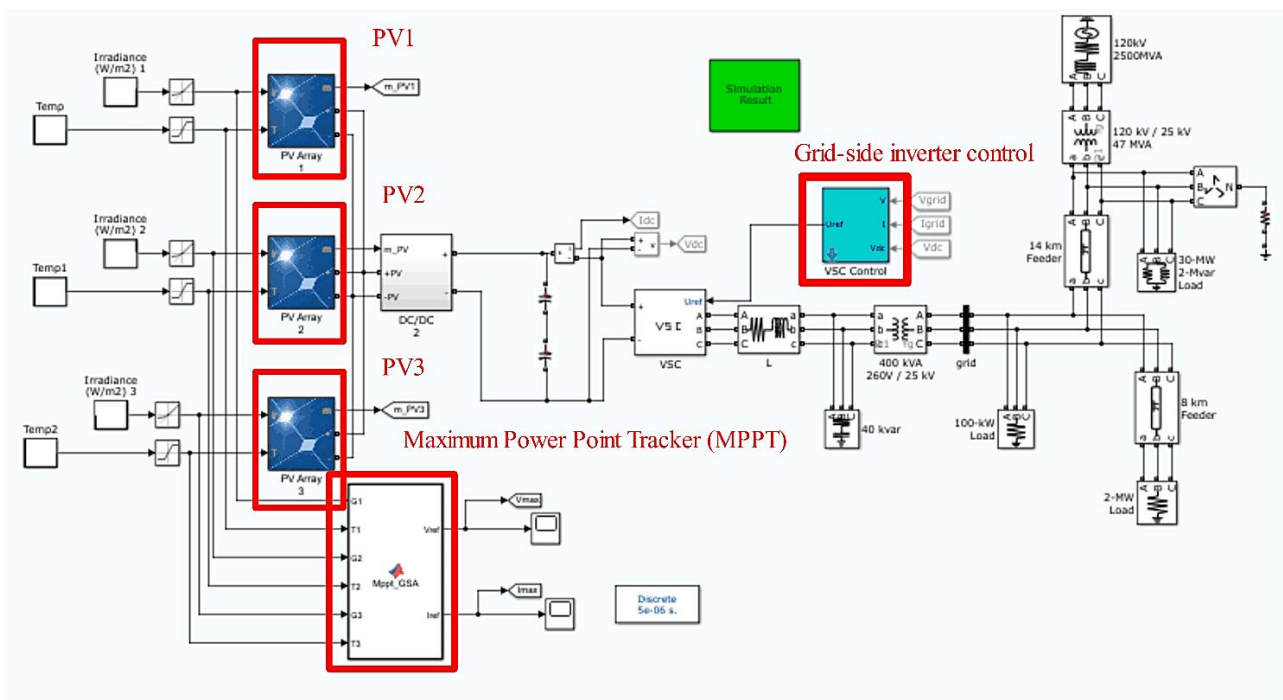 PV1
Irradiance
(W/m2) 1
Temp
m
T
+
-
PV Array
1
m_PV1
Simulation
Result
Grid-side inverter control
V
I
Vdc
Uref
VSC Control
Vgrid
Igrid
Vdc
120kV
2500MVA
A B C
A B C
120 kV / 25 kV
47 MVA
a b c
A
B
C
N
PV2
Irradiance
(W/m2) 2
Temp1
m
T
+
-
PV Array
2
m_PV
+PV
-PV
+
-
DC/DC
2
Idc
+
-
v
Vdc
+
-
Uref
A
B
C
VSC
A
B
C
a
b
c
L
a
b
c
A
B
C
400 kVA
260V / 25 kV
grid
14 km
Feeder
A B C
a b c
30-MW
2-Mvar
Load
A B C
PV3
Irradiance
(W/m2) 3
Temp2
m
T
+
-
PV Array
3
m_PV3
Maximum Power Point Tracker (MPPT)
40 kvar
100-kW
Load
A B C
8 km
Feeder
A B C
a b c
2-MW
Load
A B C
G1
T1
G2
T2
G3
T3
Mppt_GSA
Vref
Iref
Vmax
Imax
Discrete
5e-06 s.